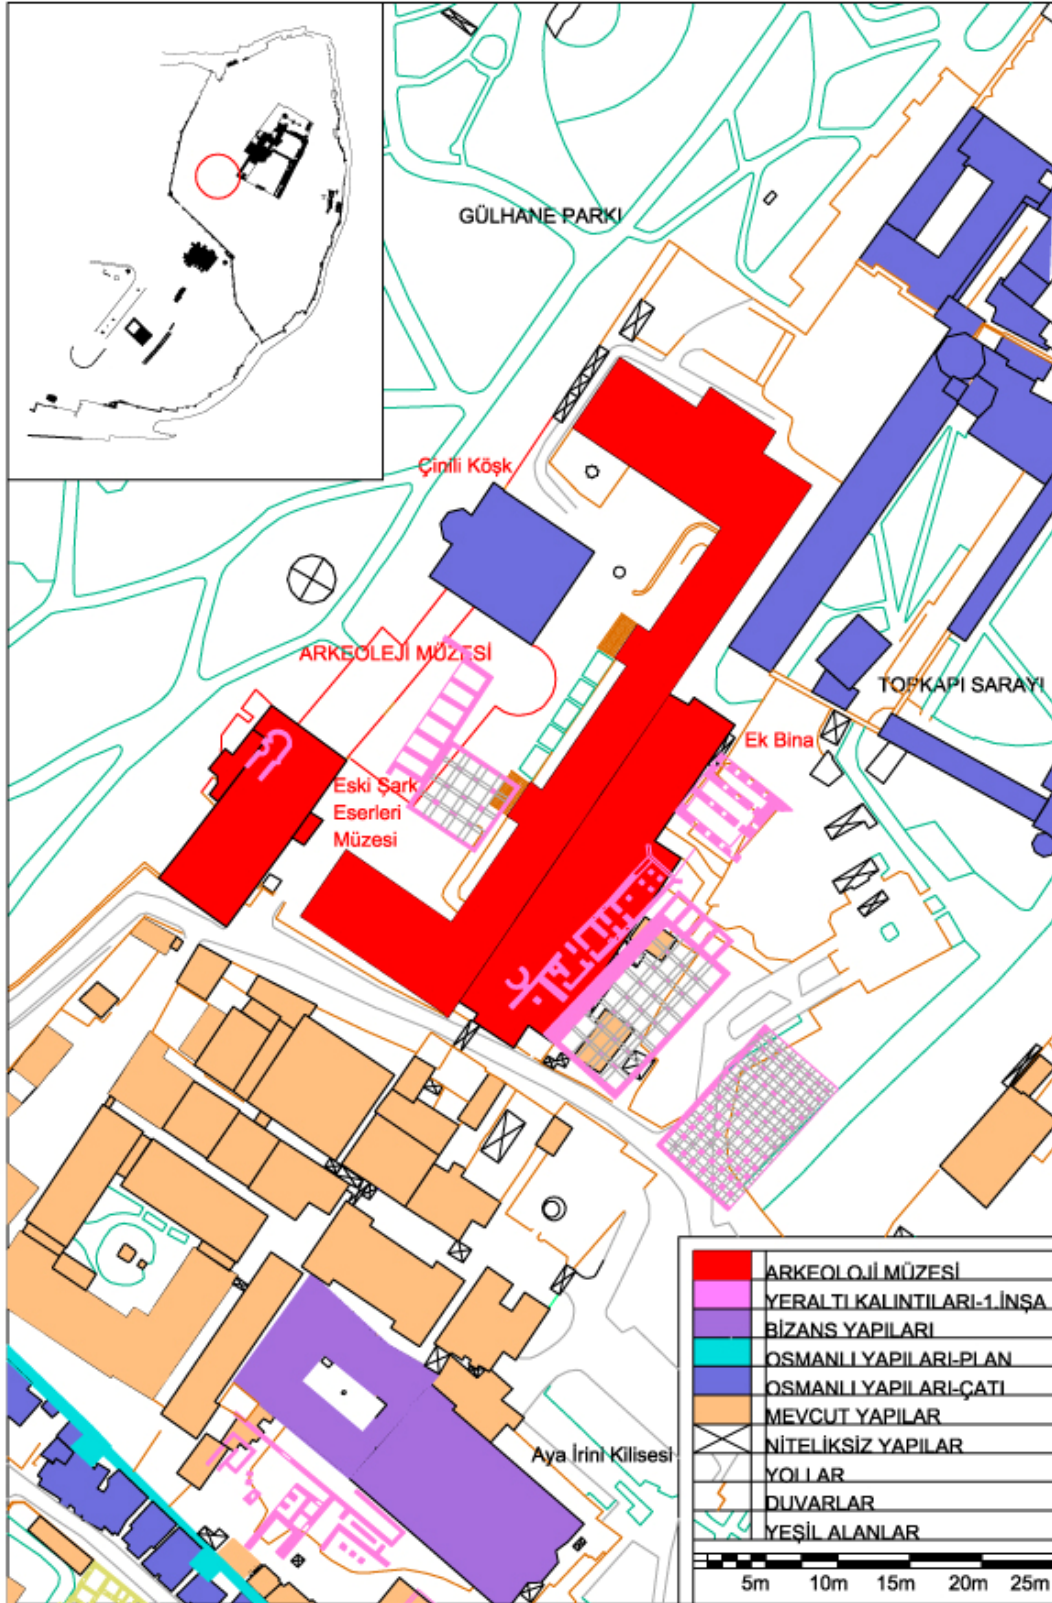 GÜLHANE PARKI
Çinili Köşk
ARKEOLEJİ MÜZESİ
TOPKAPI SARAYI
Ek Bina
Eski Şark
Eserleri
Müzesi
Aya İrini Kilisesi
ARKEOLOJİ MÜZESİ
YERALTI KALINTILARI-1.İNŞA
BİZANS YAPILARI
OSMANLI YAPILARI-PLAN
OSMANLI YAPILARI-ÇATI
MEVCUT YAPILAR
NİTELİKSİZ YAPILAR
YOLLAR
DUVARLAR
YEŞİL ALANLAR
5m 10m 15m 20m 25m